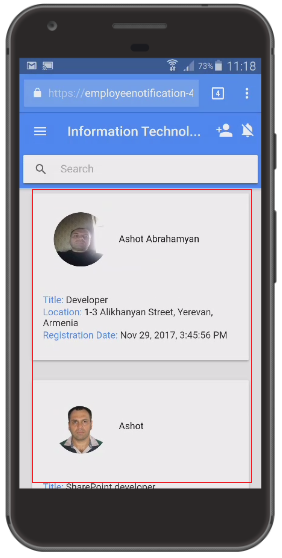 73% 11:18
https://employeenotification-4
4
Information Technol...
Search
Ashot Abrahamyan
Title: Developer
Location: 1-3 Alikhanyan Street, Yerevan,
Armenia
Registration Date: Nov 29, 2017, 3:45:56 PM
Ashot
Title: SharePoint developer